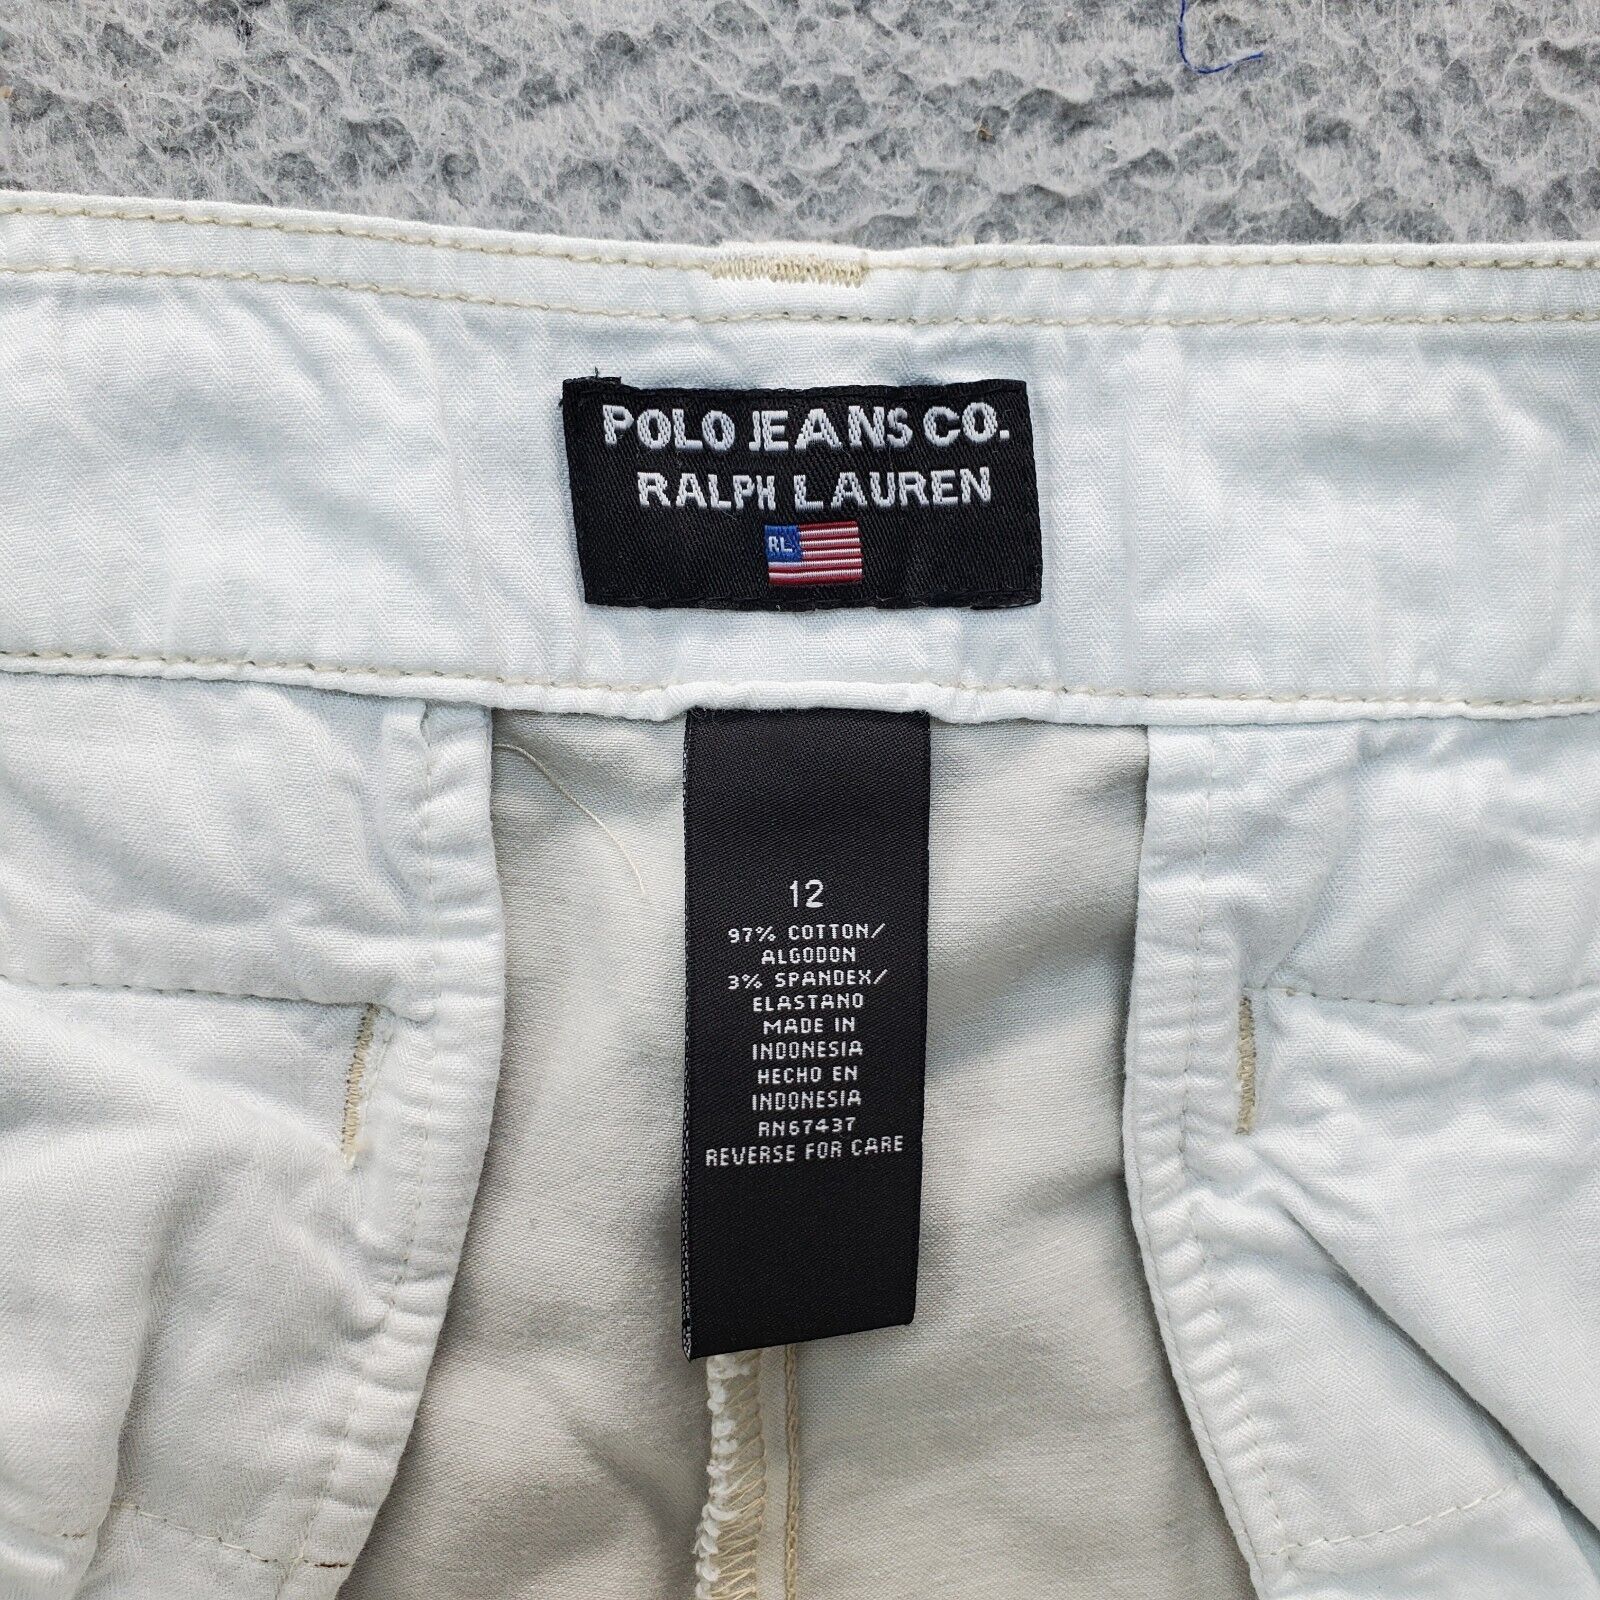 POLO JEANS CO.
RALPH LAUREN
RL
12
97% COTTON/
ALGODON
3% SPANDEX/
ELASTANO
MADE IN
INDONESIA
HECHO EN
INDONESIA
RN67437
REVERSE FOR CARE